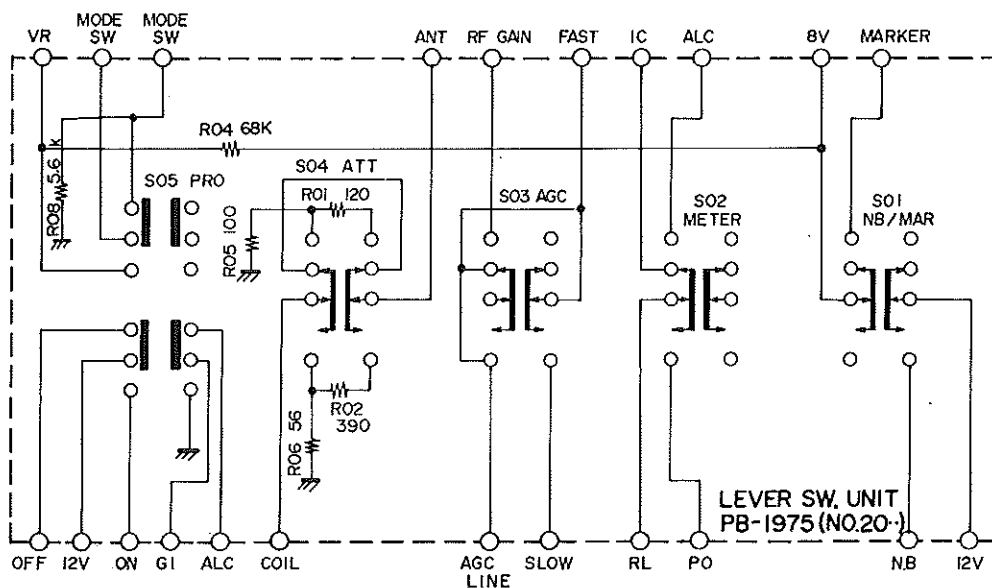 VR
MODE
SW
MODE
SW
ANT
RF GAIN
FAST
IC
ALC
8V
MARKER
R04 68K
R08 5.6 k
S05 PRO
S04 ATT
R01 120
R05 100
S03 AGC
S02
METER
S01
NB/MAR
R02
390
R06 56
LEVER SW. UNIT
PB-1975 (NO.20··)
OFF
12V
ON
G1
ALC
COIL
AGC
LINE
SLOW
RL
PO
N.B
12V